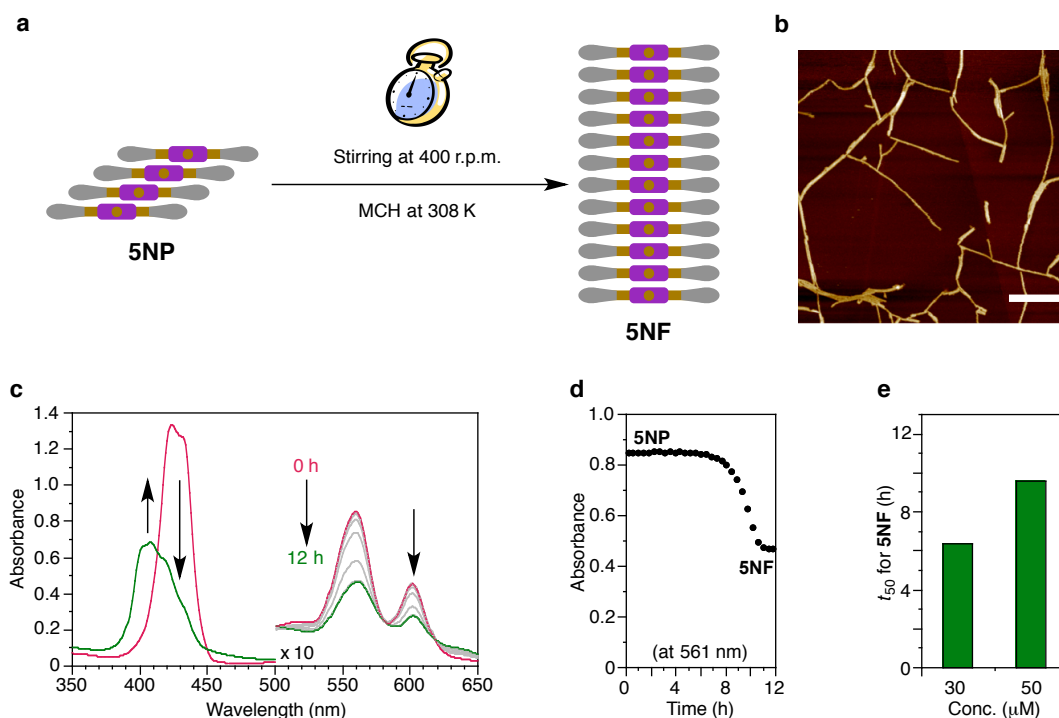 a
b
Stirring at 400 r.p.m.
MCH at 308 K
5NP
5NF
c
d
e
1.4
1.2
1.0
0.8
0.6
0.4
0.2
0
Absorbance
0 h
12 h
x 10
350 400 450 500 550 600 650
Wavelength (nm)
1.0
0.8
0.6
0.4
0.2
0.0
Absorbance
5NP
5NF
(at 561 nm)
0 4 8 12
Time (h)
12
8
4
0
t50 for 5NF (h)
30 50
Conc. (μM)